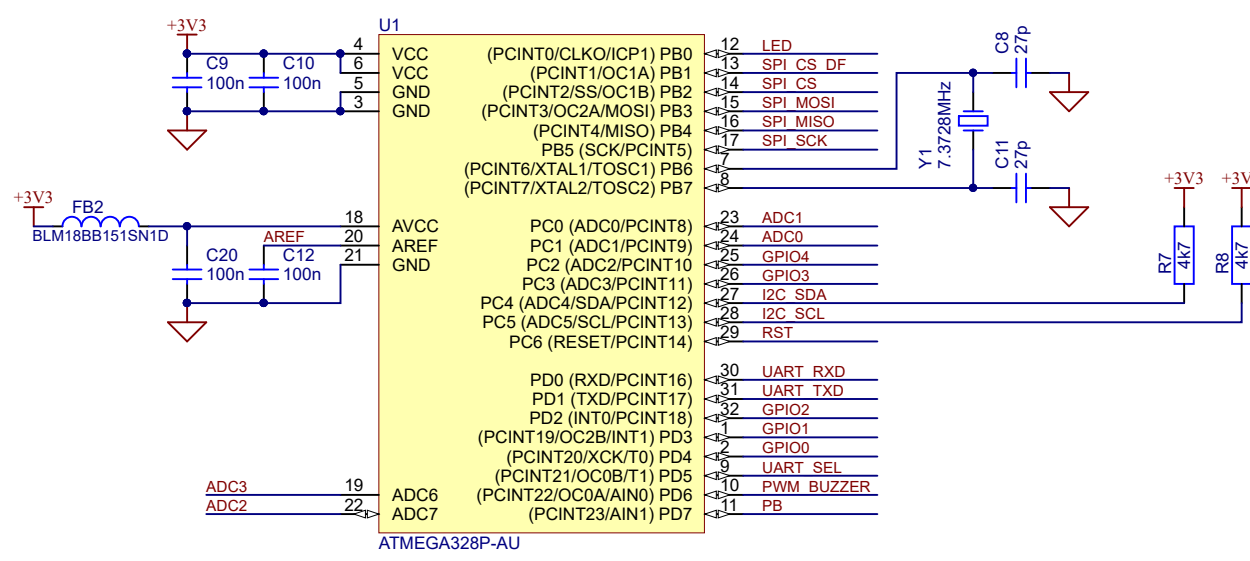 +3V3
U1
C9
100n
C10
100n
4 VCC
6 VCC
5 GND
3 GND
+3V3
FB2
BLM18BB151SN1D
C20
100n
AREF
C12
100n
18 AVCC
20 AREF
21 GND
ADC3 19 ADC6
ADC2 22 ADC7
(PCINT0/CLKO/ICP1) PB0 12 LED
(PCINT1/OC1A) PB1 13 SPI_CS_DF
(PCINT2/SS/OC1B) PB2 14 SPI_CS
(PCINT3/OC2A/MOSI) PB3 15 SPI_MOSI
(PCINT4/MISO) PB4 16 SPI_MISO
PB5 (SCK/PCINT5) 17 SPI_SCK
(PCINT6/XTAL1/TOSC1) PB6 7
(PCINT7/XTAL2/TOSC2) PB7 8
PC0 (ADC0/PCINT8) 23 ADC1
PC1 (ADC1/PCINT9) 24 ADC0
PC2 (ADC2/PCINT10 25 GPIO4
PC3 (ADC3/PCINT11) 26 GPIO3
PC4 (ADC4/SDA/PCINT12) 27 I2C_SDA
PC5 (ADC5/SCL/PCINT13) 28 I2C_SCL
PC6 (RESET/PCINT14) 29 RST
PD0 (RXD/PCINT16) 30 UART_RXD
PD1 (TXD/PCINT17) 31 UART_TXD
PD2 (INT0/PCINT18) 32 GPIO2
(PCINT19/OC2B/INT1) PD3 1 GPIO1
(PCINT20/XCK/T0) PD4 2 GPIO0
(PCINT21/OC0B/T1) PD5 9 UART_SEL
(PCINT22/OC0A/AIN0) PD6 10 PWM_BUZZER
(PCINT23/AIN1) PD7 11 PB
ATMEGA328P-AU
C8
27p
Y1
7.3728MHz
C11
27p
+3V3
R7
4k7
+3V
R8
4k7